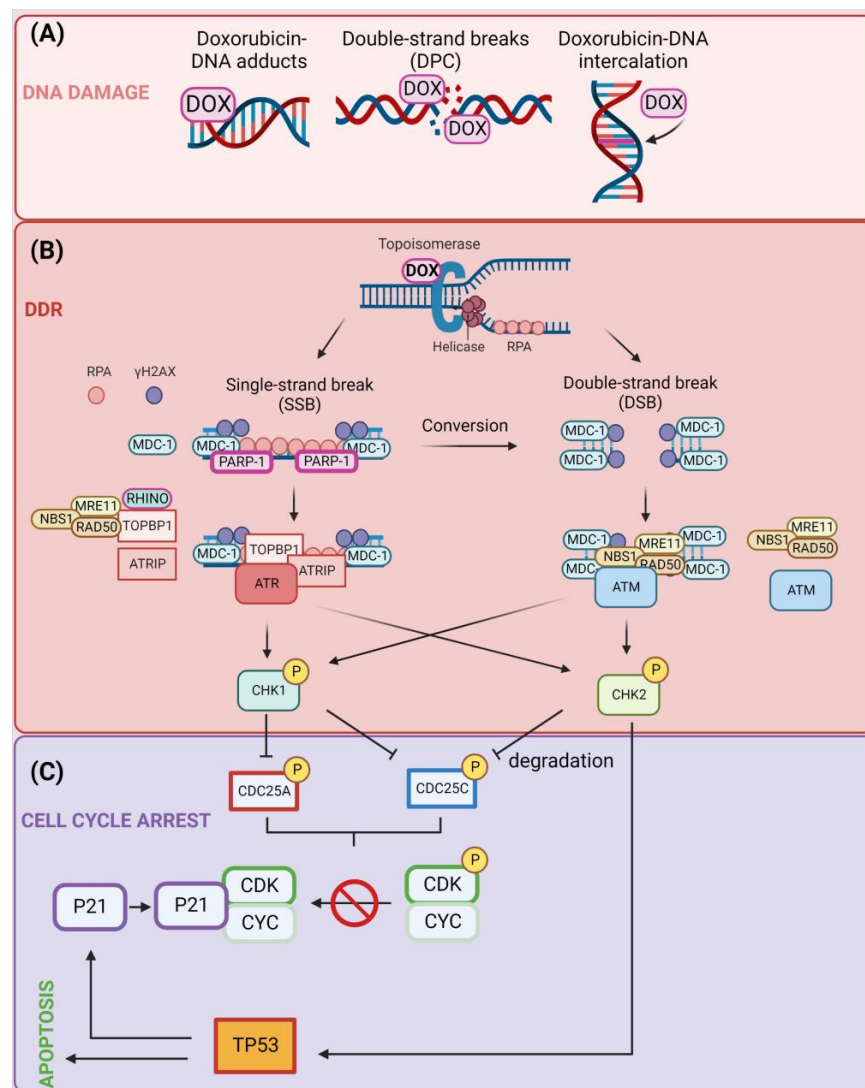 (A)
DNA DAMAGE
Doxorubicin-
DNA adducts
DOX
Double-strand breaks
(DPC)
DOX
DOX
Doxorubicin-DNA
intercalation
DOX
(B)
DDR
Topoisomerase
DOX
Helicase
RPA
RPA
γH2AX
MDC-1
Single-strand break
(SSB)
MDC-1
MDC-1
PARP-1
PARP-1
Conversion
Double-strand break
(DSB)
MDC-1
MDC-1
MDC-1
MDC-1
RHINO
MRE11
NBS1
RAD50
TOPBP1
ATRIP
MDC-1
TOPBP1
MDC-1
ATRIP
ATR
MDC-1
MDC-1
MRE11
NBS1
MDC-
RAD50
MDC-1
ATM
MRE11
NBS1
RAD50
ATM
P
CHK1
P
CHK2
(C)
CELL CYCLE ARREST
P
CDC25A
P
CDC25C
degradation
P21
P21
CDK
CYC
P
CDK
CYC
APOPTOSIS
TP53